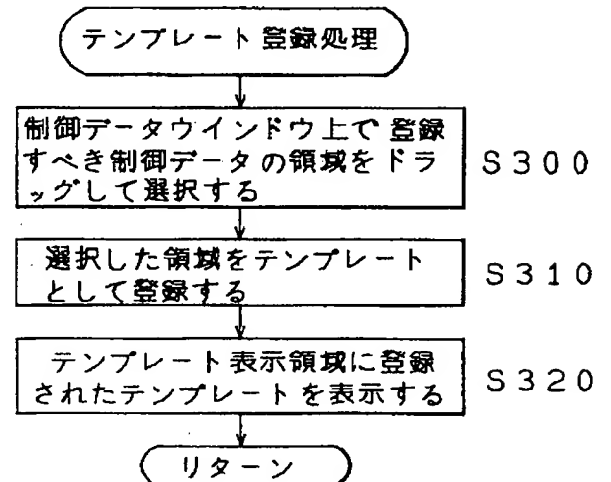 テンプレート登録処理
制御データウインドウ上で登録
すべき制御データの領域をドラ
ッグして選択する
S300
選択した領域をテンプレート
として登録する
S310
テンプレート表示領域に登録
されたテンプレートを表示する
S320
リターン